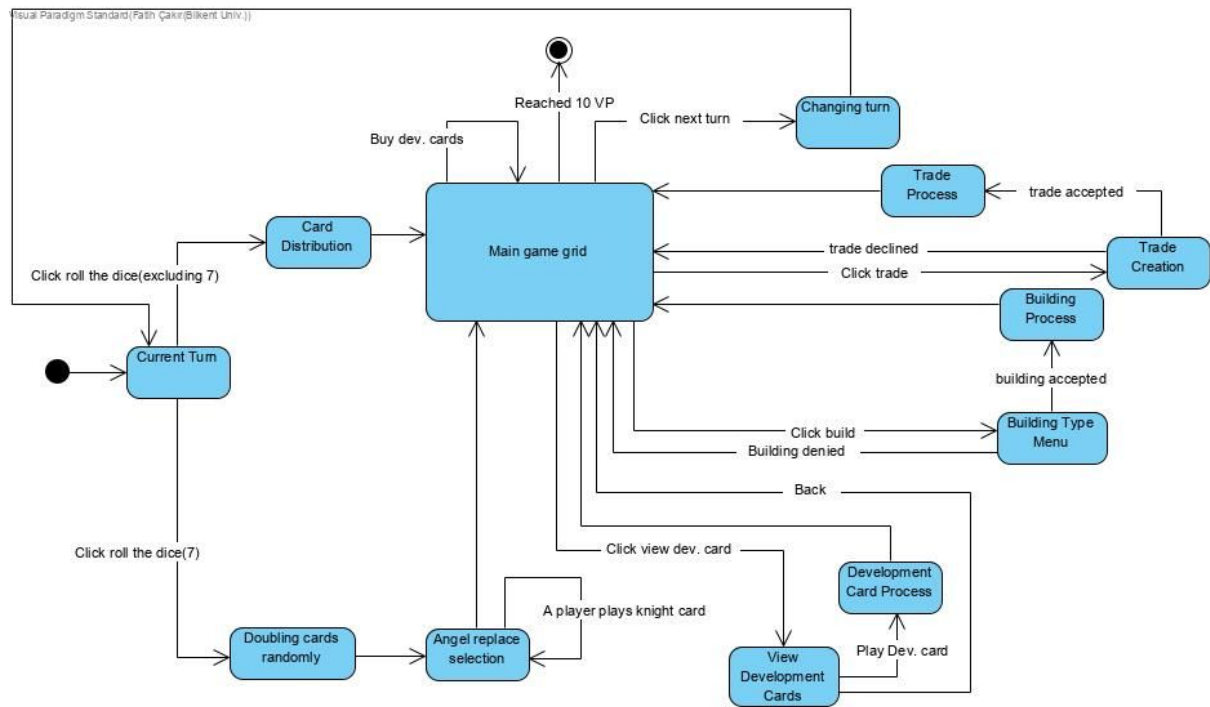 Visual Paradigm Standard(Fatih Çakır(Bilkent Univ.))
Reached 10 VP
Changing turn
Click next turn
Buy dev. cards
Trade
Process
trade accepted
Card
Distribution
Main game grid
trade declined
Trade
Creation
Click roll the dice(excluding 7)
Click trade
Building
Process
Current Turn
building accepted
Building Type
Menu
Click build
Building denied
Back
Click roll the dice(7)
Click view dev. card
Development
Card Process
A player plays knight card
Doubling cards
randomly
Angel replace
selection
Play Dev. card
View
Development
Cards